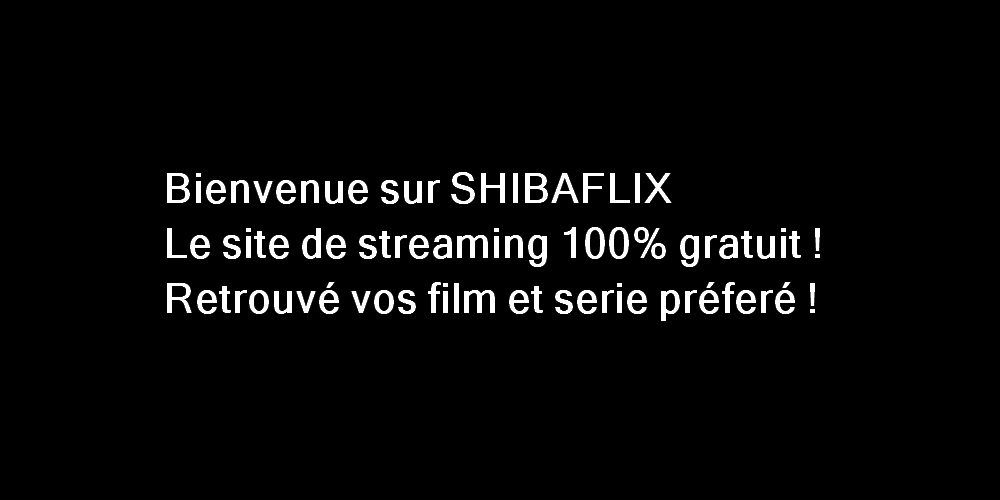 Bienvenue sur SHIBAFLIX
Le site de streaming 100% gratuit !
Retrouvé vos film et serie préferé !